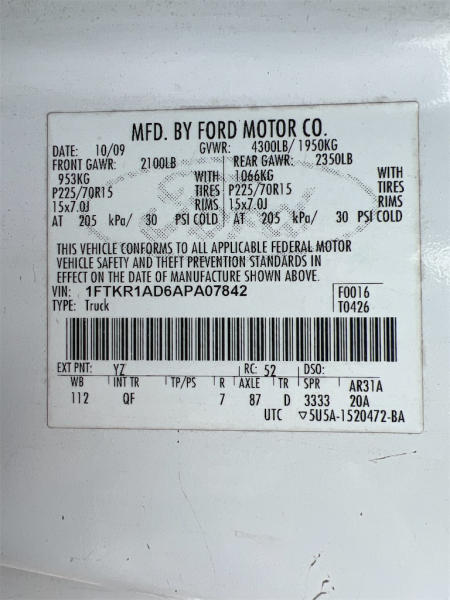 MFD. BY FORD MOTOR CO.
DATE: 10/09 GVWR: 4300LB/ 1950KG
FRONT GAWR: 2100LB REAR GAWR: 2350LB
953KG WITH 1066KG WITH
P225/70R15 TIRES P225/70R15 TIRES
15x7.0J RIMS 15x7.0J RIMS
AT 205 kPa/ 30 PSI COLD AT 205 kPa/ 30 PSI COLD
THIS VEHICLE CONFORMS TO ALL APPLICABLE FEDERAL MOTOR
VEHICLE SAFETY AND THEFT PREVENTION STANDARDS IN
EFFECT ON THE DATE OF MANUFACTURE SHOWN ABOVE.
VIN: 1FTKR1AD6APA07842 F0016
TYPE: Truck T0426
EXT PNT: YZ RC: 52 DSO:
WB INT TR TP/PS R AXLE TR SPR AR31A
112 QF 7 87 D 3333 20A
UTC ▽5U5A-1520472-BA